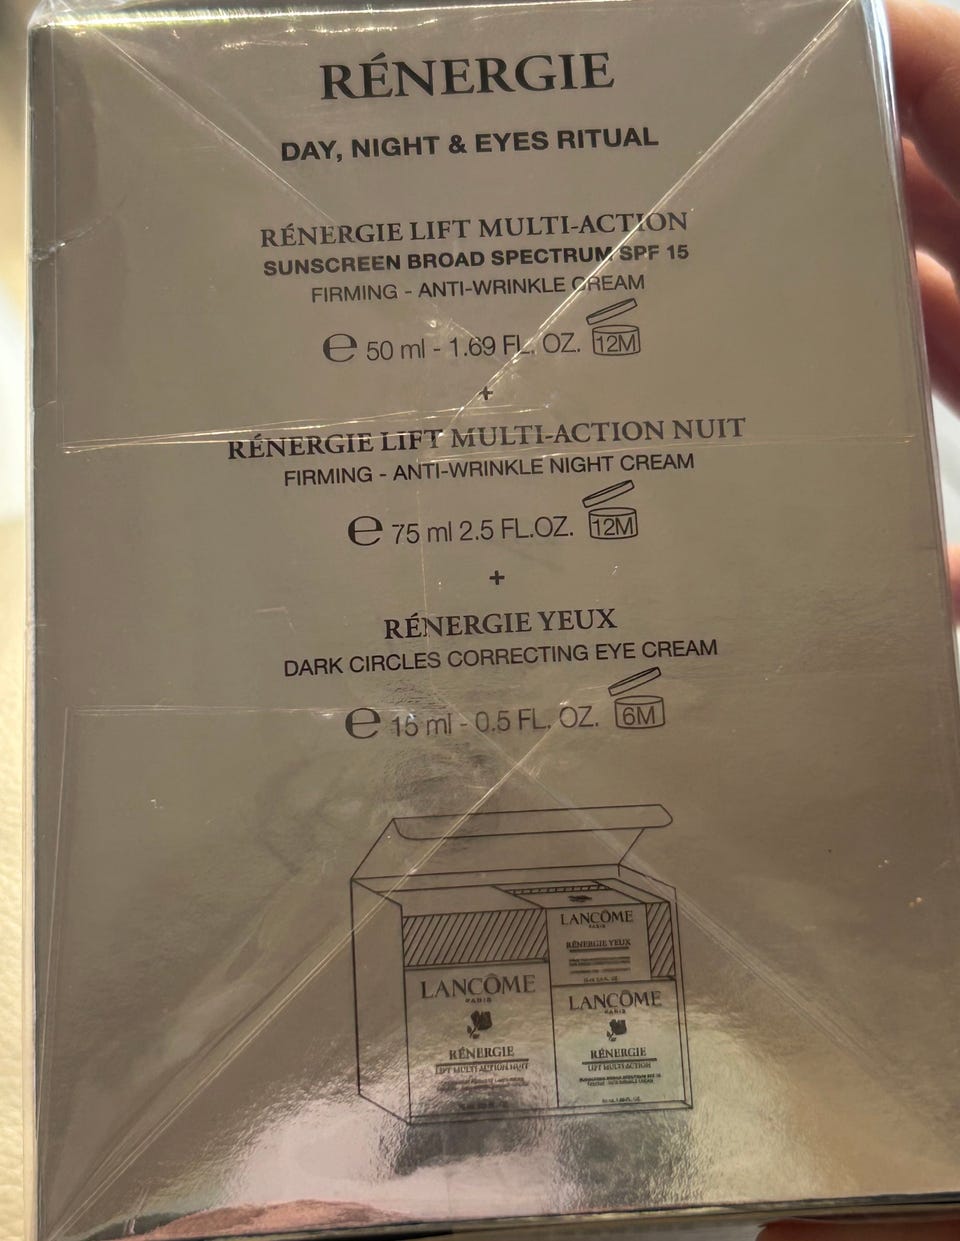 RÉNERGIE
DAY, NIGHT & EYES RITUAL
RÉNERGIE LIFT MULTI-ACTION
SUNSCREEN BROAD SPECTRUM SPF 15
FIRMING - ANTI-WRINKLE CREAM
e 50 ml - 1.69 FL. OZ. 12M
+
RÉNERGIE LIFT MULTI-ACTION NUIT
FIRMING - ANTI-WRINKLE NIGHT CREAM
e 75 ml 2.5 FL.OZ. 12M
+
RÉNERGIE YEUX
DARK CIRCLES CORRECTING EYE CREAM
e 15 ml - 0.5 FL. OZ. 6M
LANCÔME
PARIS
RÉNERGIE YEUX
LANCÔME
PARIS
RÉNERGIE
LIFT MULTI-ACTION NUIT
LANCÔME
PARIS
RÉNERGIE
LIFT MULTI-ACTION